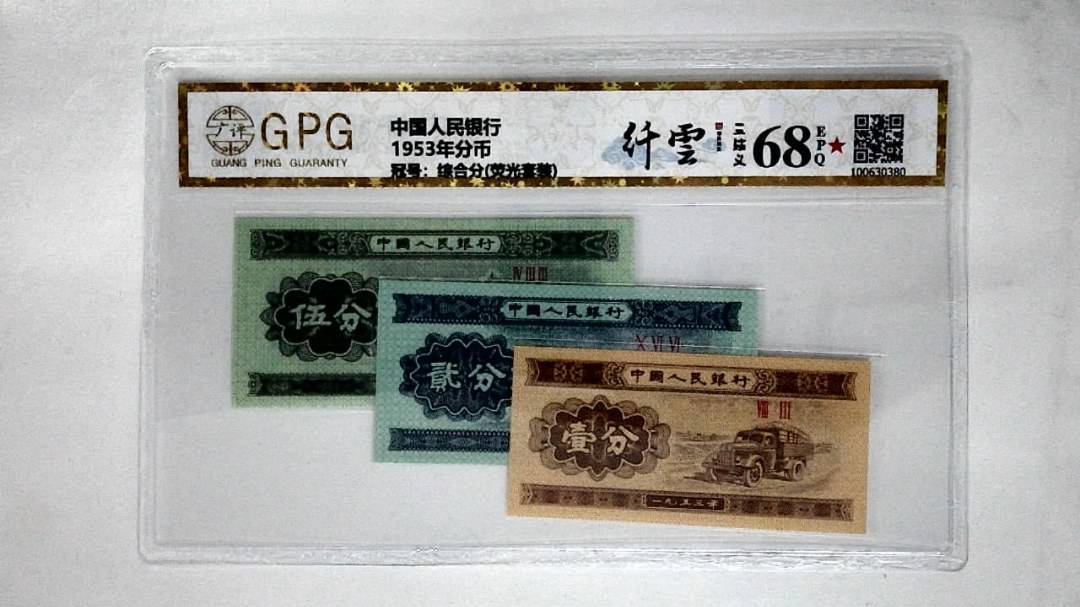 广评
GPG
GUANG PING GUARANTY
中国人民银行
1953年分币
冠号：综合分(荧光套装)
纤雲
三体义
68
EPQ
100630380
中國人民銀行
IV III III
伍分
中國人民銀行
X VI VI
貳分
中國人民銀行
VIII III
壹分
一九五三年